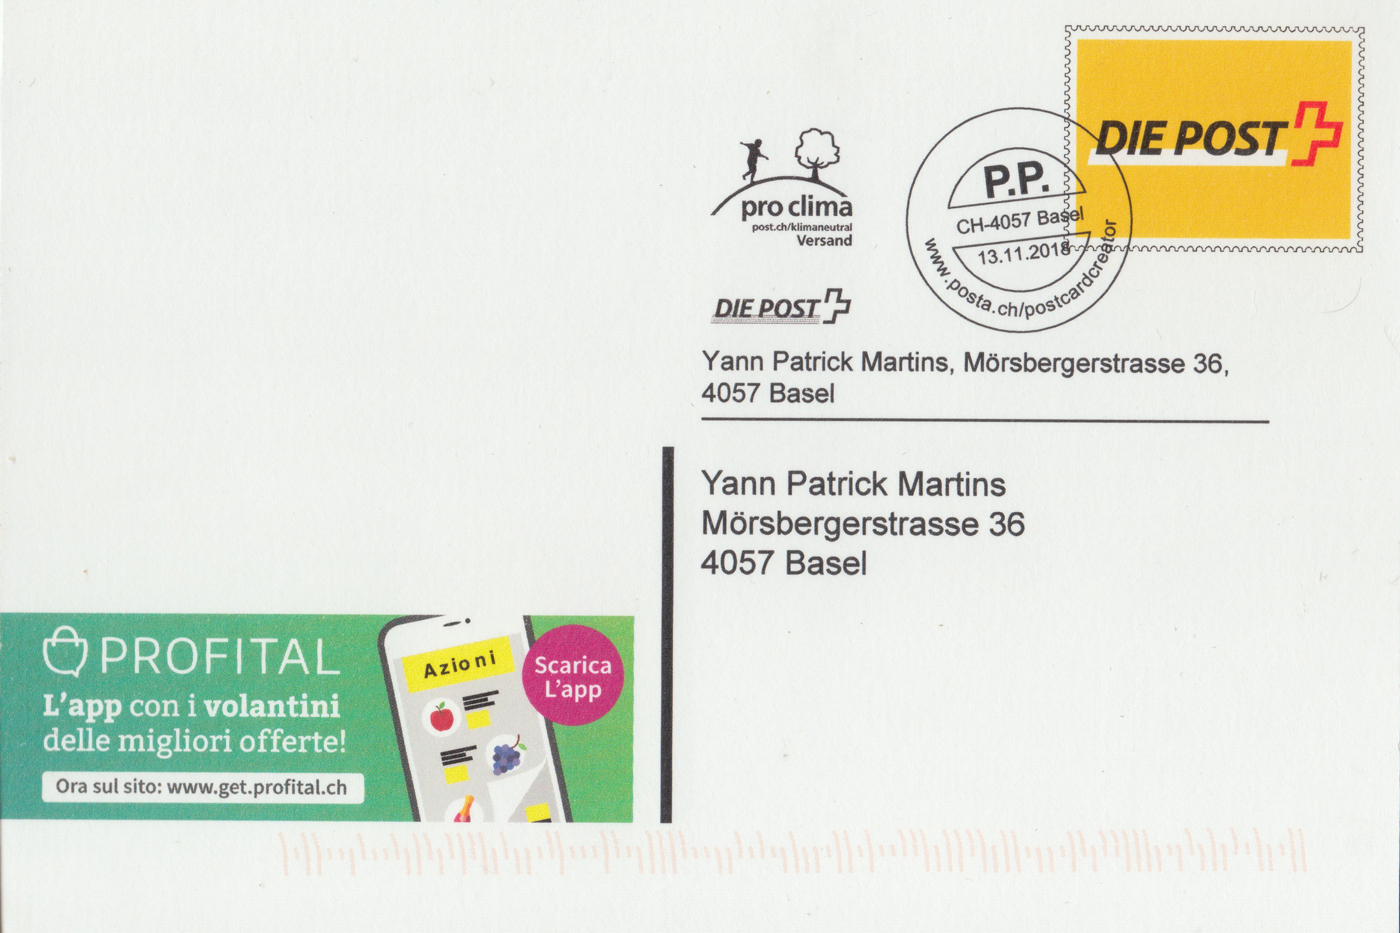 DIE POST
P.P.
CH-4057 Basel
13.11.2018
www.posta.ch/postcardcreator
pro clima
post.ch/klimaneutral
Versand
DIE POST
Yann Patrick Martins, Mörsbergerstrasse 36,
4057 Basel
Yann Patrick Martins
Mörsbergerstrasse 36
4057 Basel
PROFITAL
L'app con i volantini
delle migliori offerte!
Ora sul sito: www.get.profital.ch
Azioni
Scarica
L'app